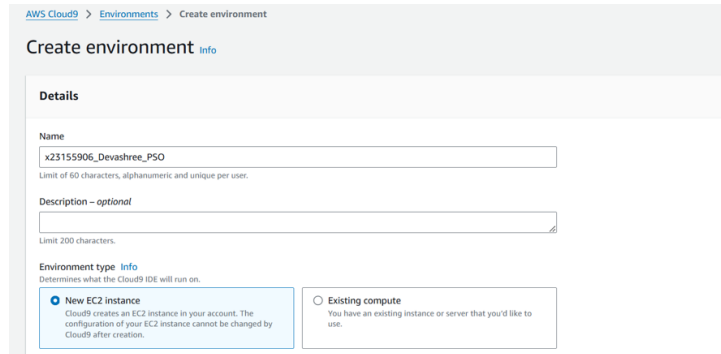 AWS Cloud9 > Environments > Create environment
Create environment Info
Details
Name
x23155906_Devashree_PSO
Limit of 60 characters, alphanumeric and unique per user.
Description – optional
Limit 200 characters.
Environment type Info
Determines what the Cloud9 IDE will run on.
New EC2 instance
Cloud9 creates an EC2 instance in your account. The
configuration of your EC2 instance cannot be changed by
Cloud9 after creation.
Existing compute
You have an existing instance or server that you'd like to
use.